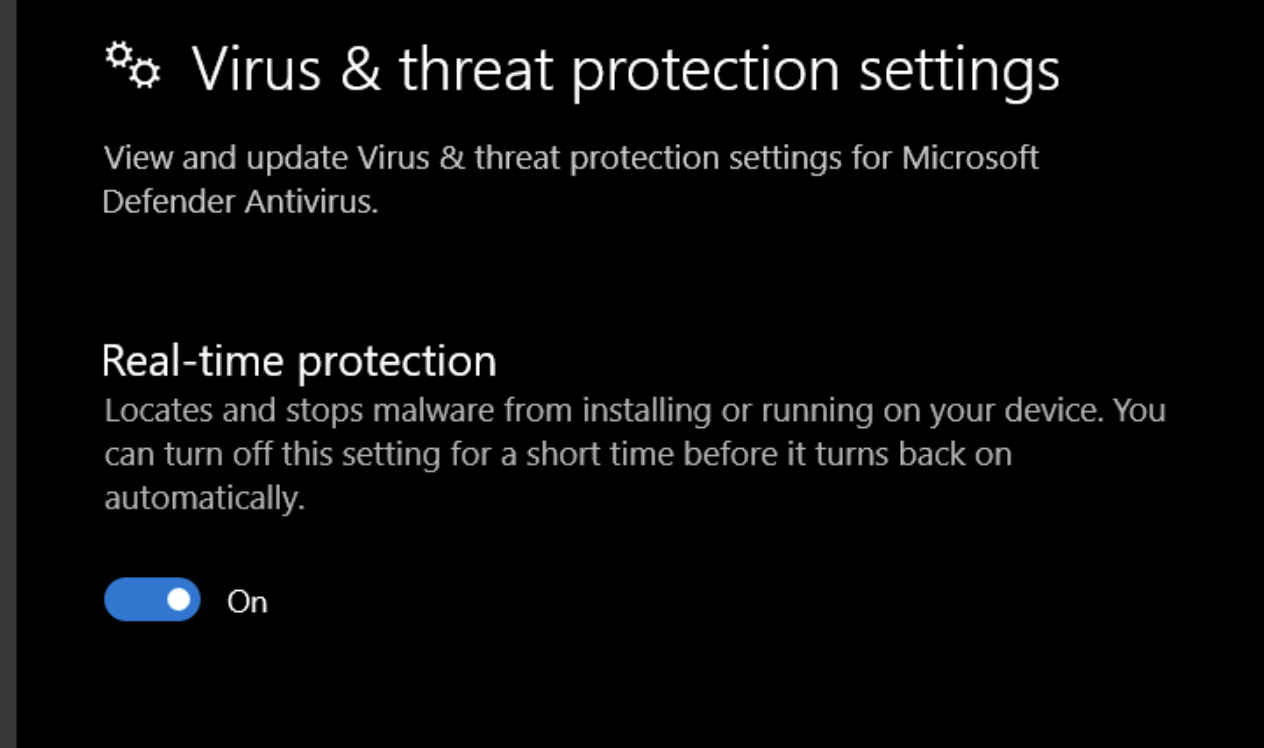 Virus & threat protection settings
View and update Virus & threat protection settings for Microsoft
Defender Antivirus.
Real-time protection
Locates and stops malware from installing or running on your device. You
can turn off this setting for a short time before it turns back on
automatically.
On